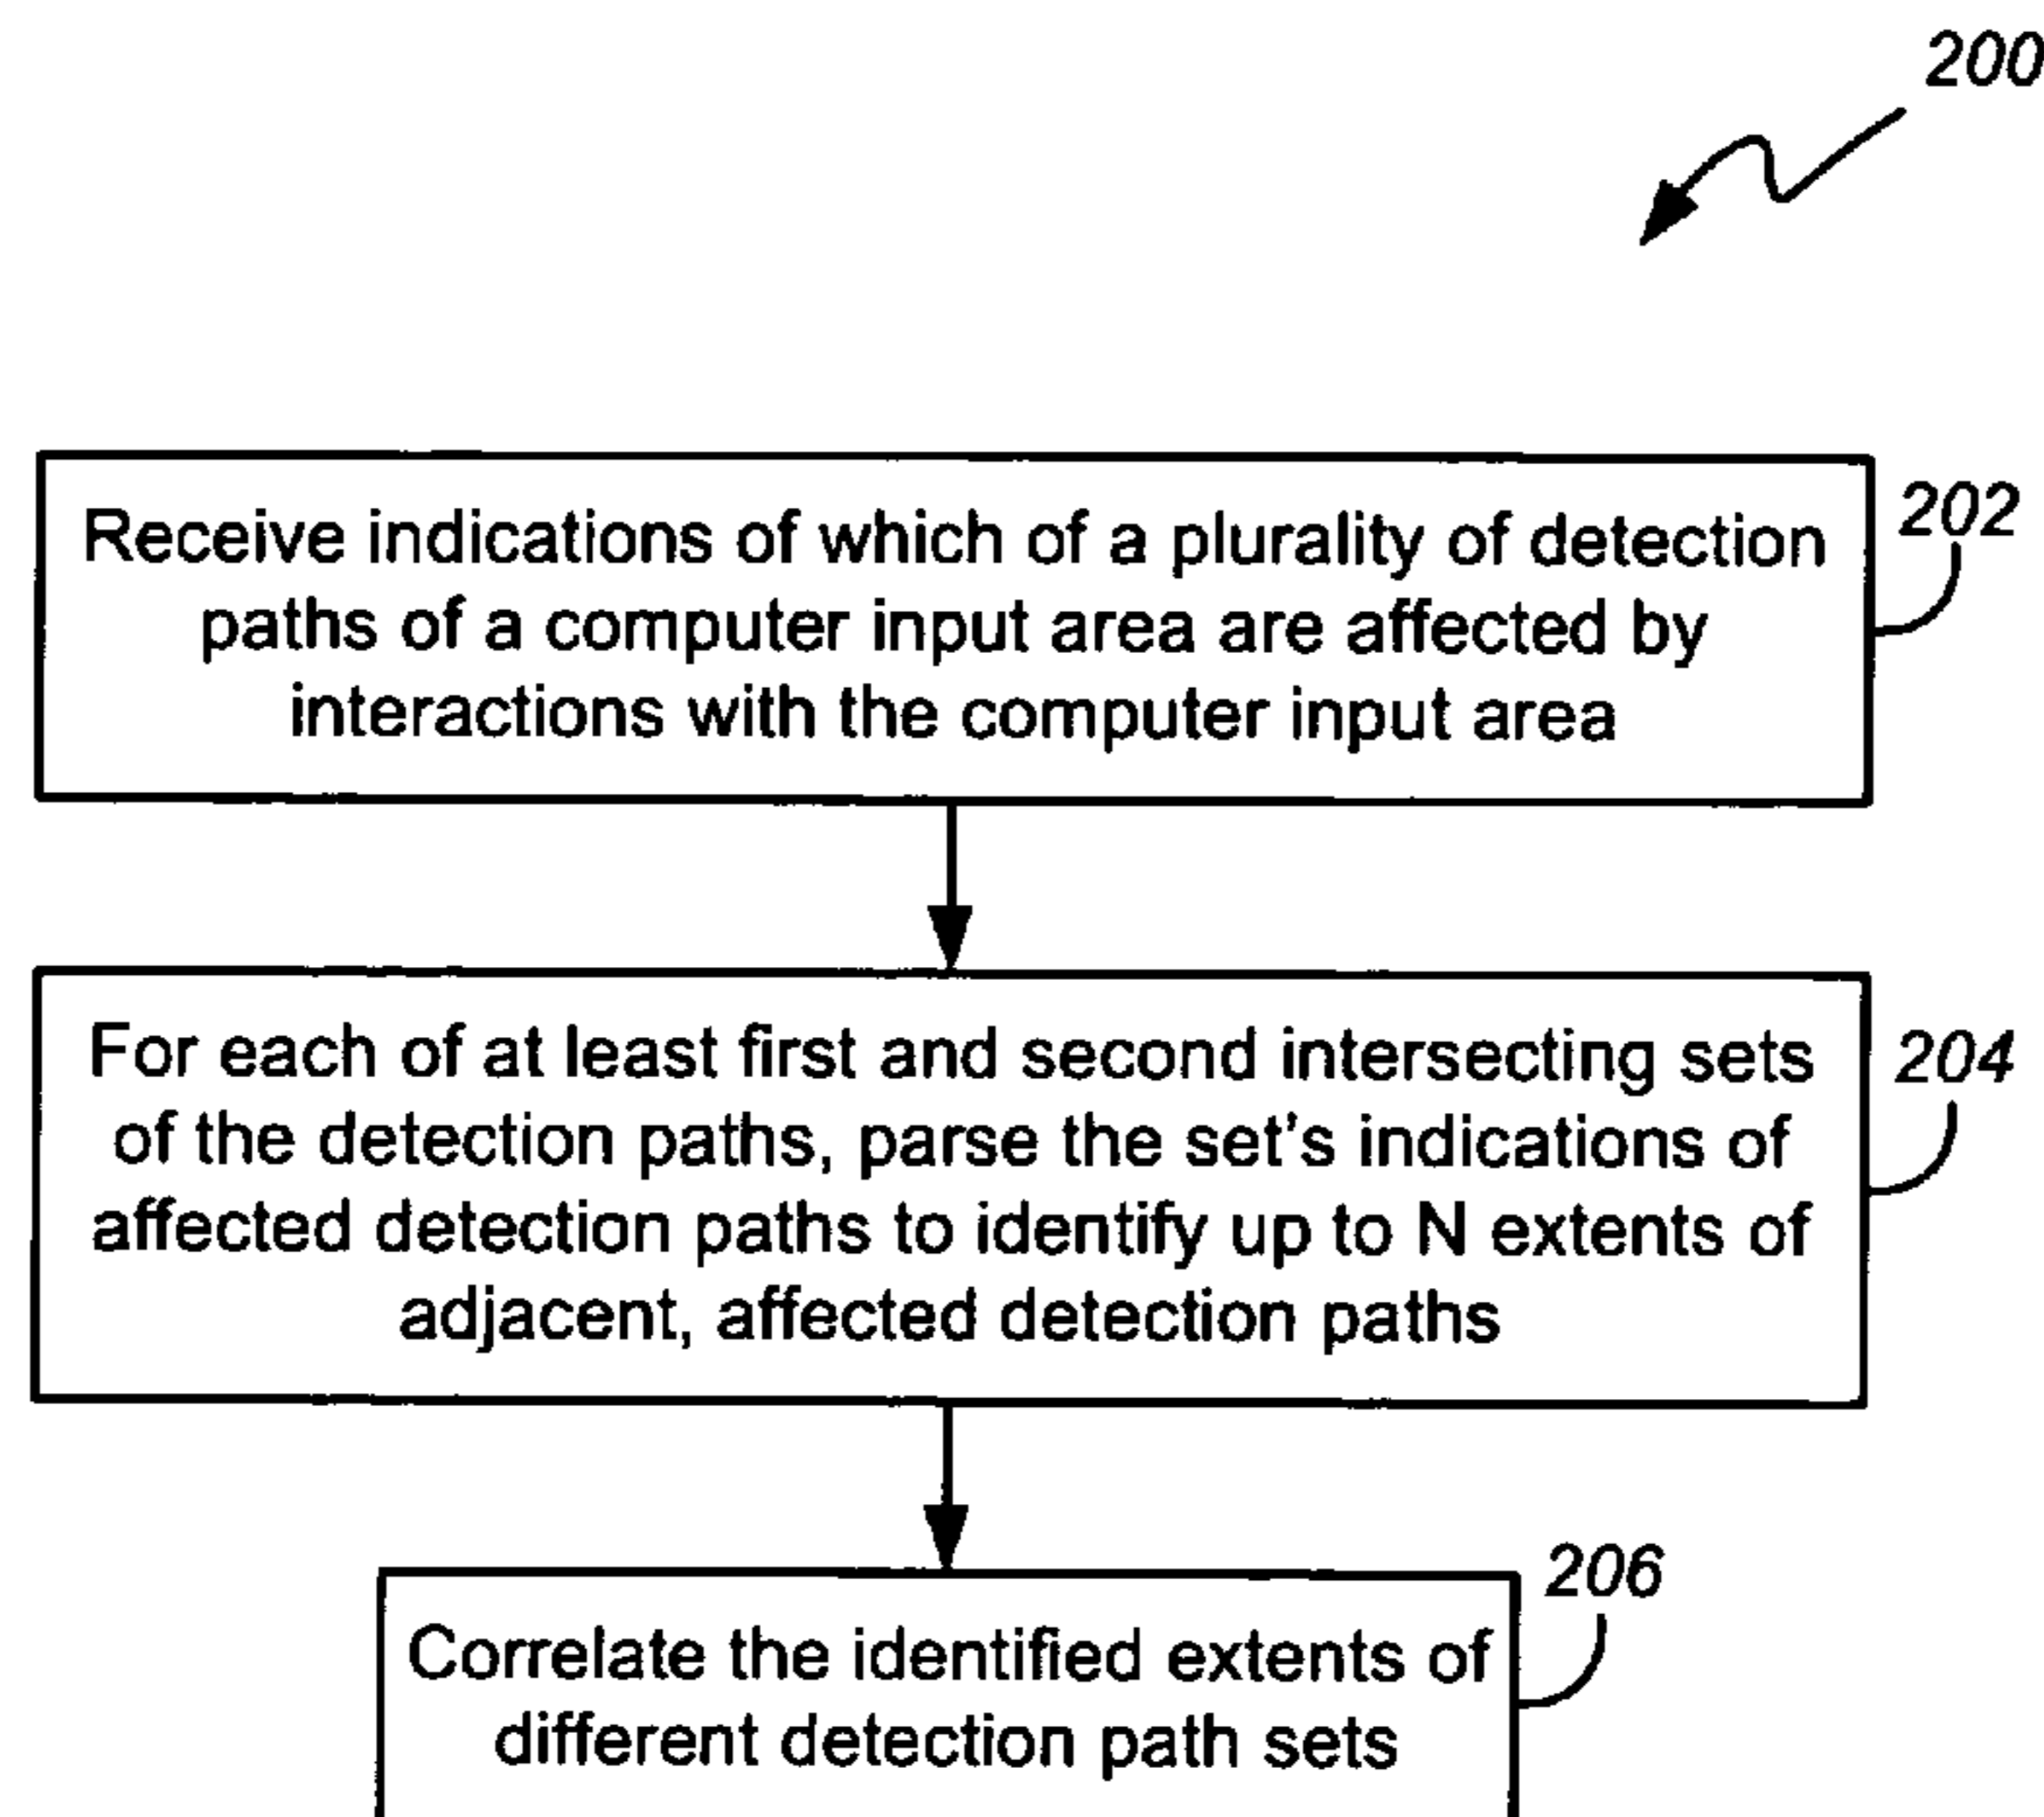 200
Receive indications of which of a plurality of detection
paths of a computer input area are affected by
interactions with the computer input area
202
For each of at least first and second intersecting sets
of the detection paths, parse the set's indications of
affected detection paths to identify up to N extents of
adjacent, affected detection paths
204
Correlate the identified extents of
different detection path sets
206